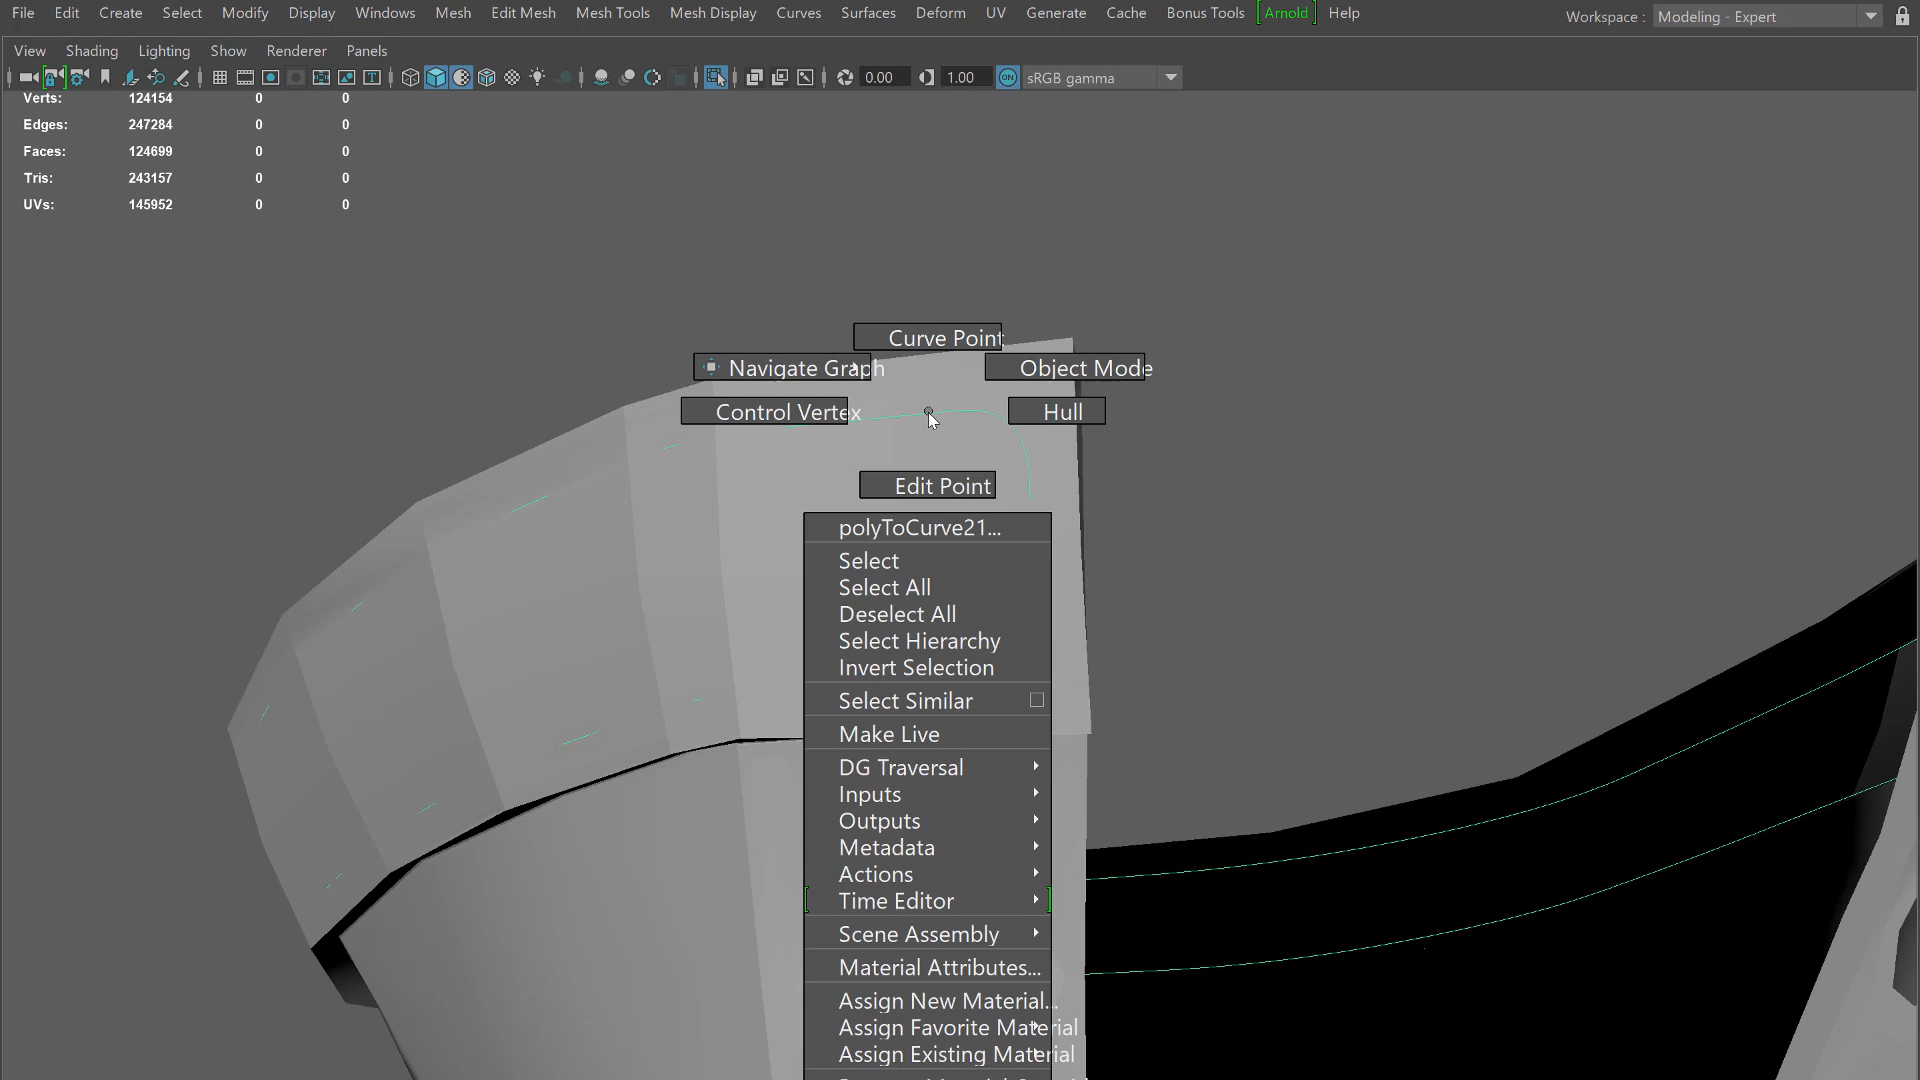 File Edit Create Select Modify Display Windows Mesh Edit Mesh Mesh Tools Mesh Display Curves Surfaces Deform UV Generate Cache Bonus Tools Arnold Help Workspace : Modeling - Expert
View Shading Lighting Show Renderer Panels
0.00 1.00 ON sRGB gamma
Verts: 124154 0 0
Edges: 247284 0 0
Faces: 124699 0 0
Tris: 243157 0 0
UVs: 145952 0 0
Curve Point
Navigate Graph Object Mode
Control Vertex Hull
Edit Point
polyToCurve21...
Select
Select All
Deselect All
Select Hierarchy
Invert Selection
Select Similar
Make Live
DG Traversal
Inputs
Outputs
Metadata
Actions
Time Editor
Scene Assembly
Material Attributes...
Assign New Material...
Assign Favorite Material
Assign Existing Material